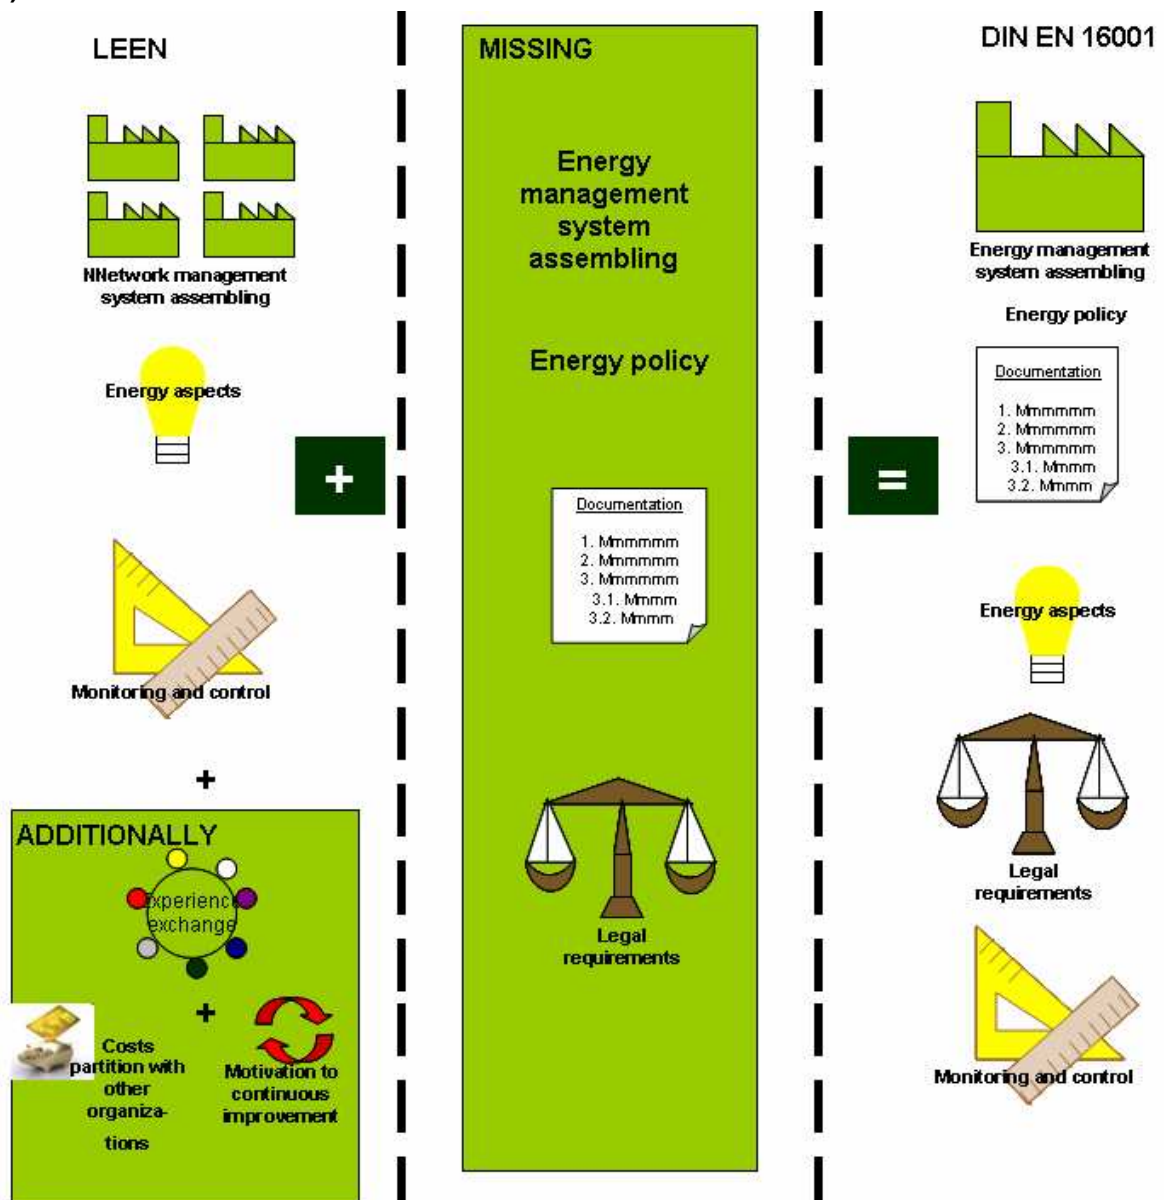 LEEN
NNetwork management
system assembling
Energy aspects
+
Monitoring and control
+
ADDITIONALLY
Experience
exchange
+
Costs
partition with
other
organiza-
tions
Motivation to
continuous
improvement
MISSING
Energy
management
system
assembling
Energy policy
Documentation
1. Mmmmmm
2. Mmmmmm
3. Mmmmmm
3.1. Mmmm
3.2. Mmmm
Legal
requirements
=
DIN EN 16001
Energy management
system assembling
Energy policy
Documentation
1. Mmmmmm
2. Mmmmmm
3. Mmmmmm
3.1. Mmmm
3.2. Mmmm
Energy aspects
Legal
requirements
Monitoring and control